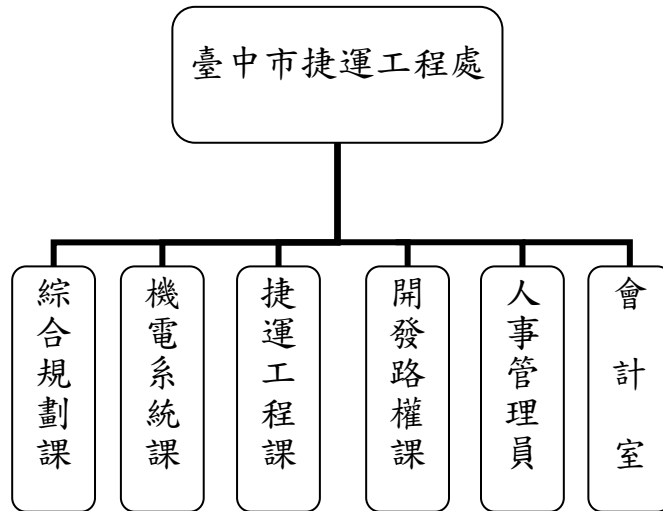 臺中市捷運工程處
綜合規劃課
機電系統課
捷運工程課
開發路權課
人事管理員
會計室